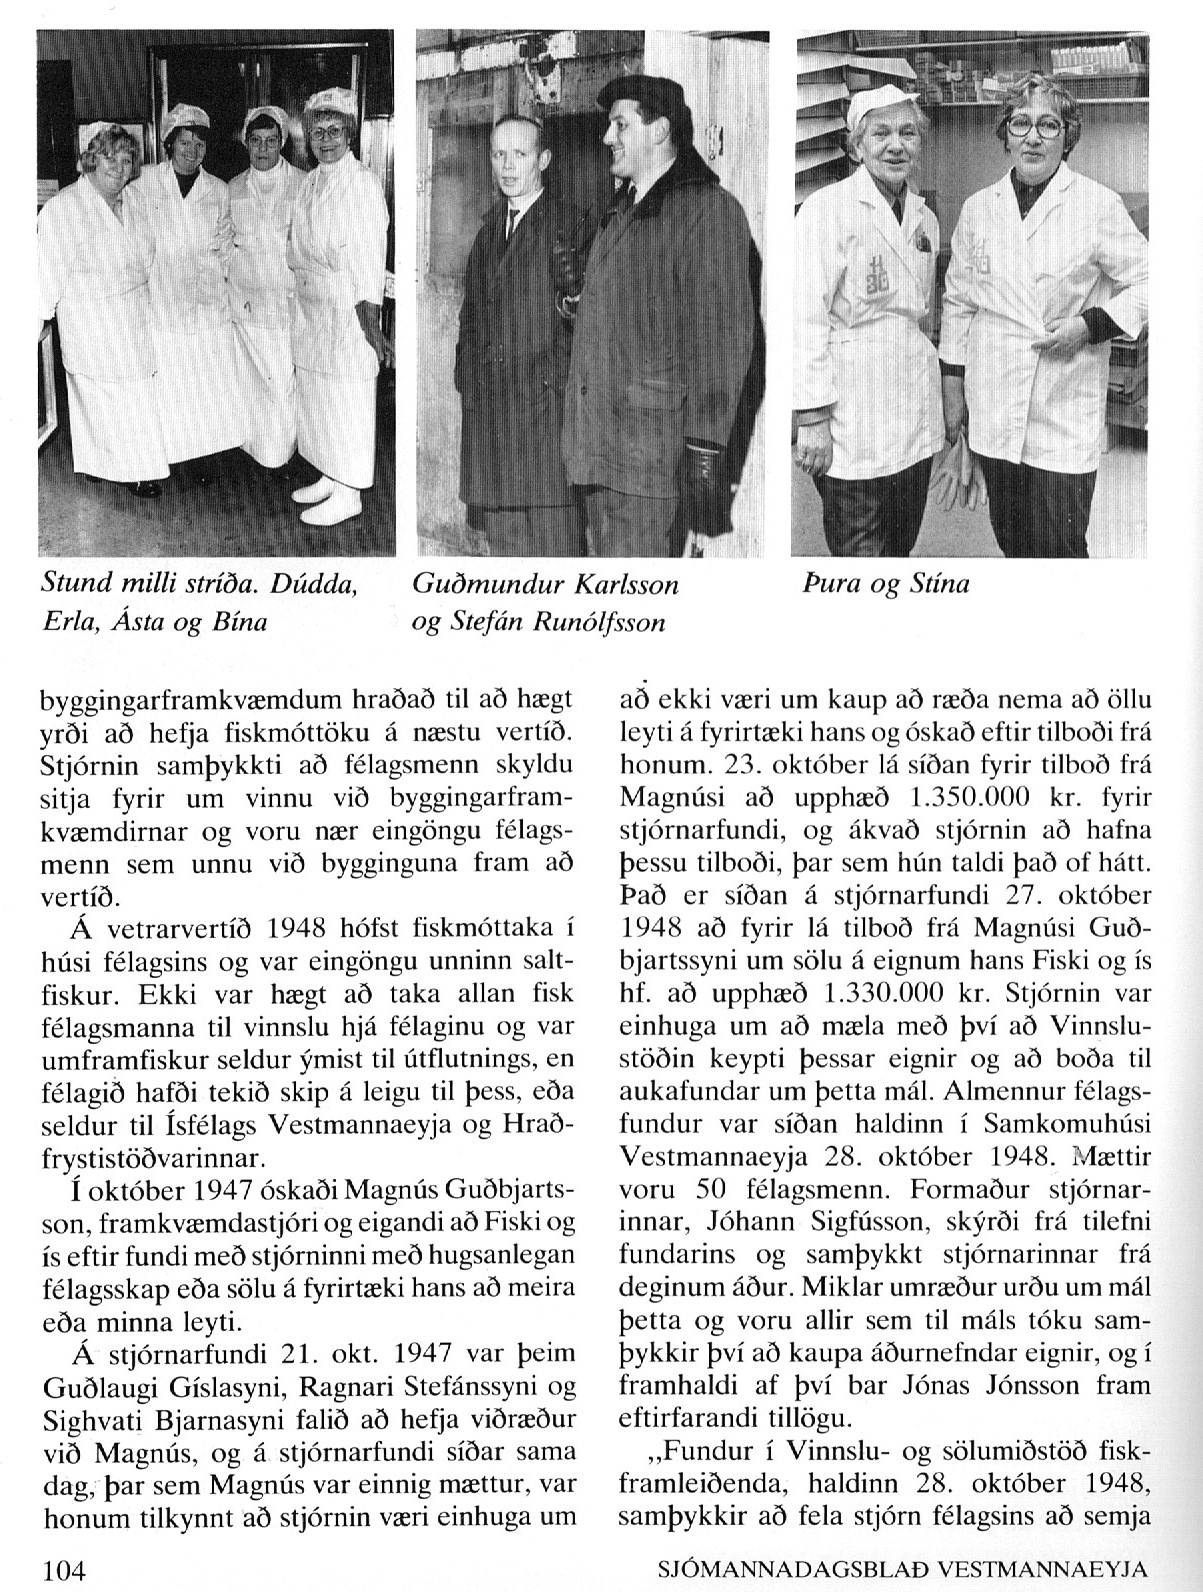 Stund milli stríða. Dúdda,
Erla, Ásta og Bína
Guðmundur Karlsson
og Stefán Runólfsson
Þura og Stína
byggingarframkvæmdum hraðað til að hægt
yrði að hefja fiskmóttöku á næstu vertíð.
Stjórnin samþykkti að félagsmenn skyldu
sitja fyrir um vinnu við byggingarfram-
kvæmdirnar og voru nær eingöngu félags-
menn sem unnu við bygginguna fram að
vertíð.
Á vetrarvertíð 1948 hófst fiskmóttaka í
húsi félagsins og var eingöngu unninn salt-
fiskur. Ekki var hægt að taka allan fisk
félagsmanna til vinnslu hjá félaginu og var
umframfiskur seldur ýmist til útflutnings, en
félagið hafði tekið skip á leigu til þess, eða
seldur til Ísfélags Vestmannaeyja og Hrað-
frystistöðvarinnar.
Í október 1947 óskaði Magnús Guðbjarts-
son, framkvæmdastjóri og eigandi að Fiski og
ís eftir fundi með stjórninni með hugsanlegan
félagsskap eða sölu á fyrirtæki hans að meira
eða minna leyti.
Á stjórnarfundi 21. okt. 1947 var þeim
Guðlaugi Gíslasyni, Ragnari Stefánssyni og
Sighvati Bjarnasyni falið að hefja viðræður
við Magnús, og á stjórnarfundi síðar sama
dag, þar sem Magnús var einnig mættur, var
honum tilkynnt að stjórnin væri einhuga um
að ekki væri um kaup að ræða nema að öllu
leyti á fyrirtæki hans og óskað eftir tilboði frá
honum. 23. október lá síðan fyrir tilboð frá
Magnúsi að upphæð 1.350.000 kr. fyrir
stjórnarfundi, og ákvað stjórnin að hafna
þessu tilboði, þar sem hún taldi það of hátt.
Það er síðan á stjórnarfundi 27. október
1948 að fyrir lá tilboð frá Magnúsi Guð-
bjartssyni um sölu á eignum hans Fiski og ís
hf. að upphæð 1.330.000 kr. Stjórnin var
einhuga um að mæla með því að Vinnslu-
stöðin keypti þessar eignir og að boða til
aukafundar um þetta mál. Almennur félags-
fundur var síðan haldinn í Samkomuhúsi
Vestmannaeyja 28. október 1948. Mættir
voru 50 félagsmenn. Formaður stjórnar-
innar, Jóhann Sigfússon, skýrði frá tilefni
fundarins og samþykkt stjórnarinnar frá
deginum áður. Miklar umræður urðu um mál
þetta og voru allir sem til máls tóku sam-
þykkir því að kaupa áðurnefndar eignir, og í
framhaldi af því bar Jónas Jónsson fram
eftirfarandi tillögu.
„Fundur í Vinnslu- og sölumiðstöð fisk-
framleiðenda, haldinn 28. október 1948,
samþykkir að fela stjórn félagsins að semja
104
SJÓMANNADAGSBLAÐ VESTMANNAEYJA